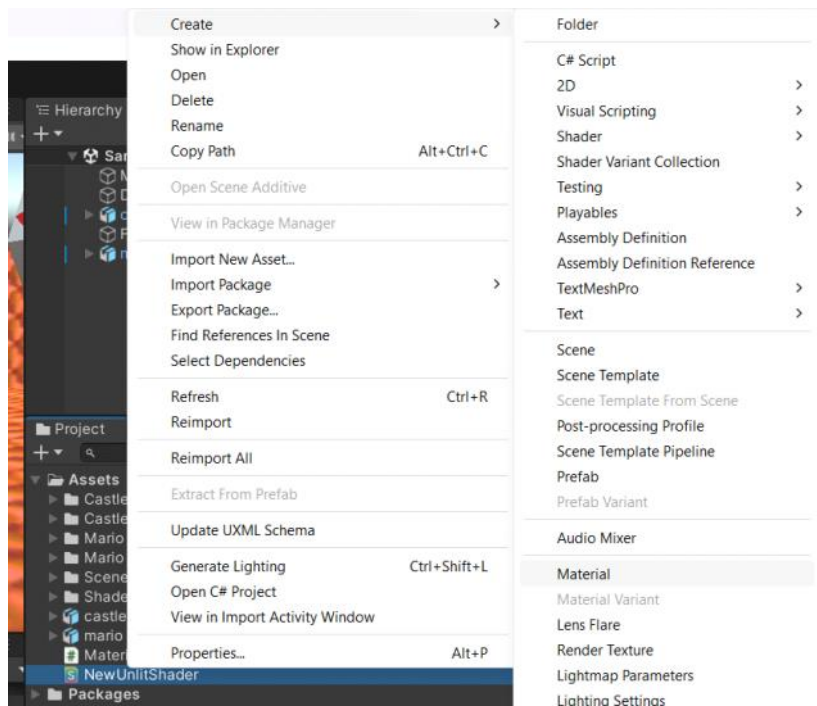 Create
Show in Explorer
Open
Delete
Rename
Copy Path Alt+Ctrl+C
Open Scene Additive
View in Package Manager
Import New Asset...
Import Package
Export Package...
Find References In Scene
Select Dependencies
Refresh Ctrl+R
Reimport
Reimport All
Extract From Prefab
Update UXML Schema
Generate Lighting Ctrl+Shift+L
Open C# Project
View in Import Activity Window
Properties... Alt+P
Folder
C# Script
2D
Visual Scripting
Shader
Shader Variant Collection
Testing
Playables
Assembly Definition
Assembly Definition Reference
TextMeshPro
Text
Scene
Scene Template
Scene Template From Scene
Post-processing Profile
Scene Template Pipeline
Prefab
Prefab Variant
Audio Mixer
Material
Material Variant
Lens Flare
Render Texture
Lightmap Parameters
Lighting Settings
Hierarchy
Project
Assets
Castle
Castle
Mario
Mario
Scene
Shade
castle
mario
Materi
NewUnlitShader
Packages